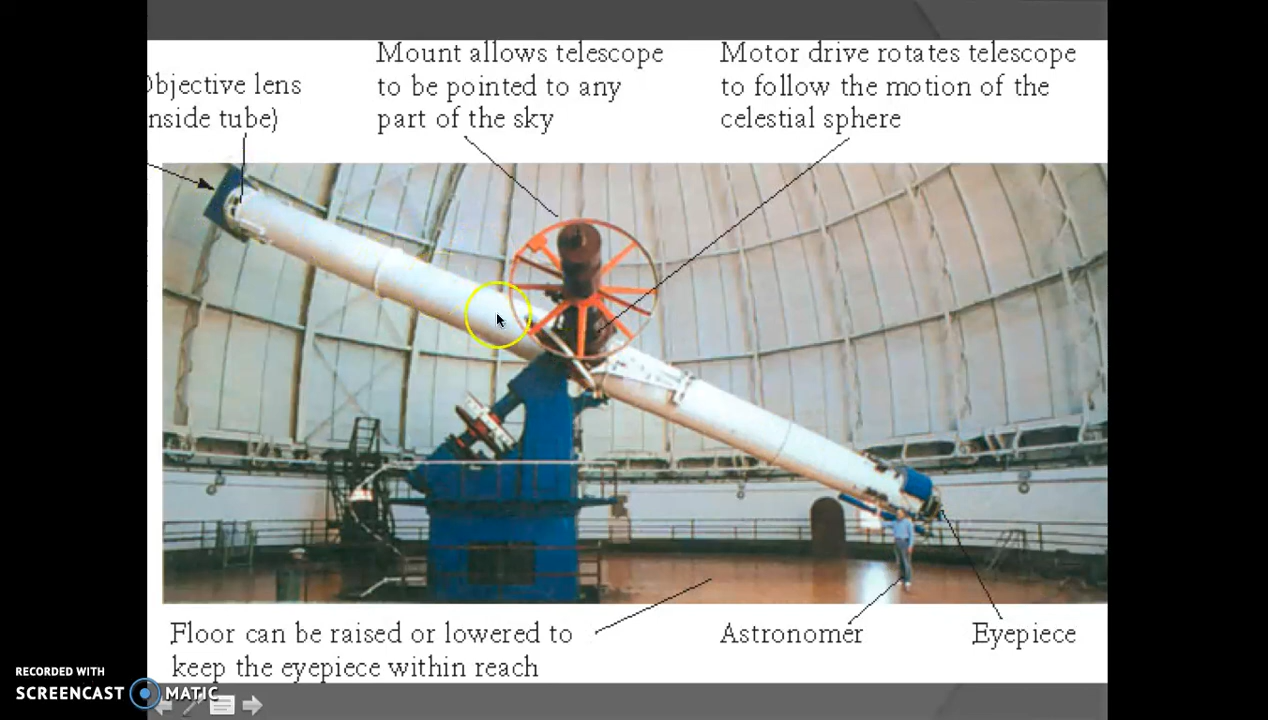 Objective lens
inside tube)
Mount allows telescope
to be pointed to any
part of the sky
Motor drive rotates telescope
to follow the motion of the
celestial sphere
Floor can be raised or lowered to
keep the eyepiece within reach
Astronomer
Eyepiece
RECORDED WITH
SCREENCAST MATIC